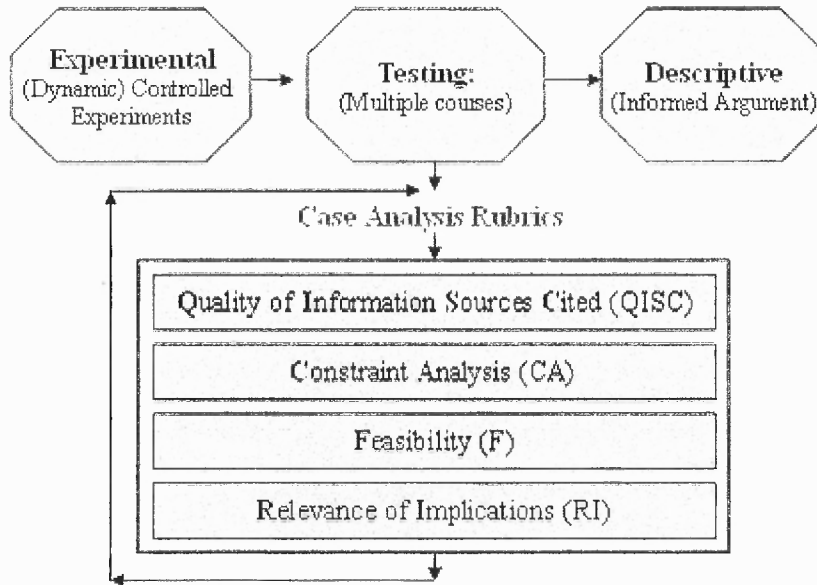 Experimental
(Dynamic) Controlled
Experiments
Testing:
(Multiple courses)
Descriptive
(Informed Argument)
Case Analysis Rubrics
Quality of Information Sources Cited (QISC)
Constraint Analysis (CA)
Feasibility (F)
Relevance of Implications (RI)